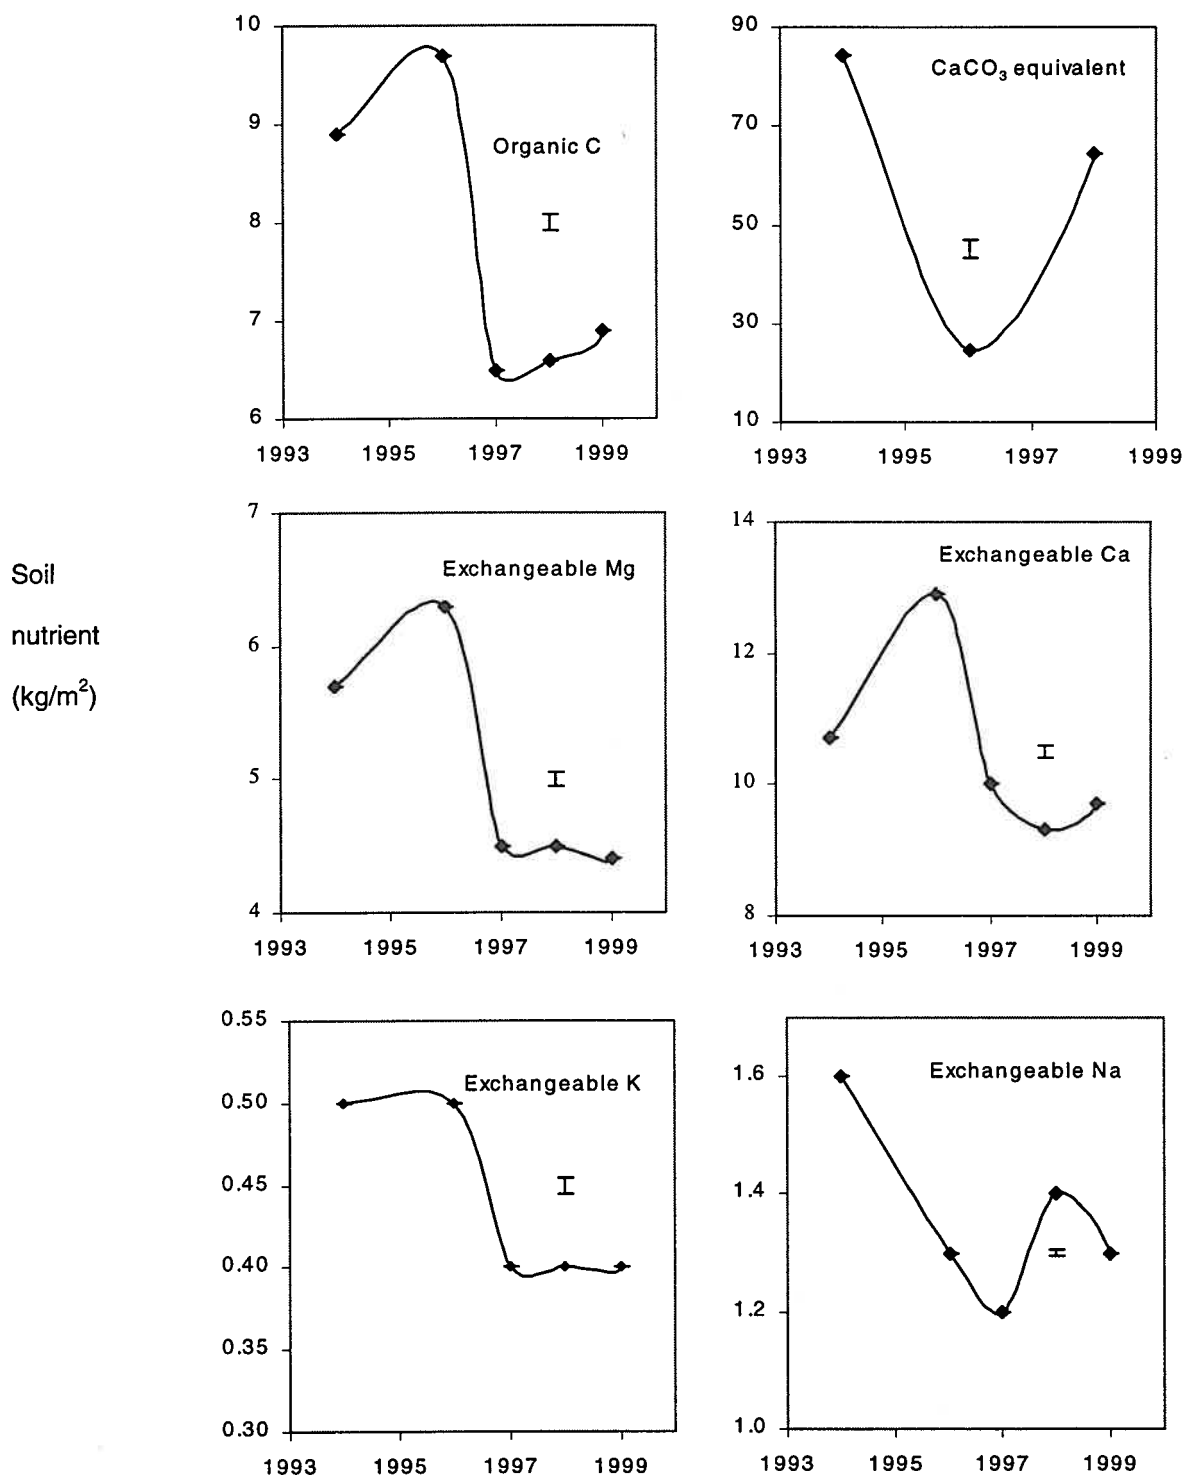 10
9
8
7
6
Organic C
1993 1995 1997 1999
90
70
50
30
10
CaCO₃ equivalent
1993 1995 1997 1999
Soil
nutrient
(kg/m²)
7
6
5
4
Exchangeable Mg
1993 1995 1997 1999
14
12
10
8
Exchangeable Ca
1993 1995 1997 1999
0.55
0.50
0.45
0.40
0.35
0.30
Exchangeable K
1993 1995 1997 1999
1.6
1.4
1.2
1.0
Exchangeable Na
1993 1995 1997 1999